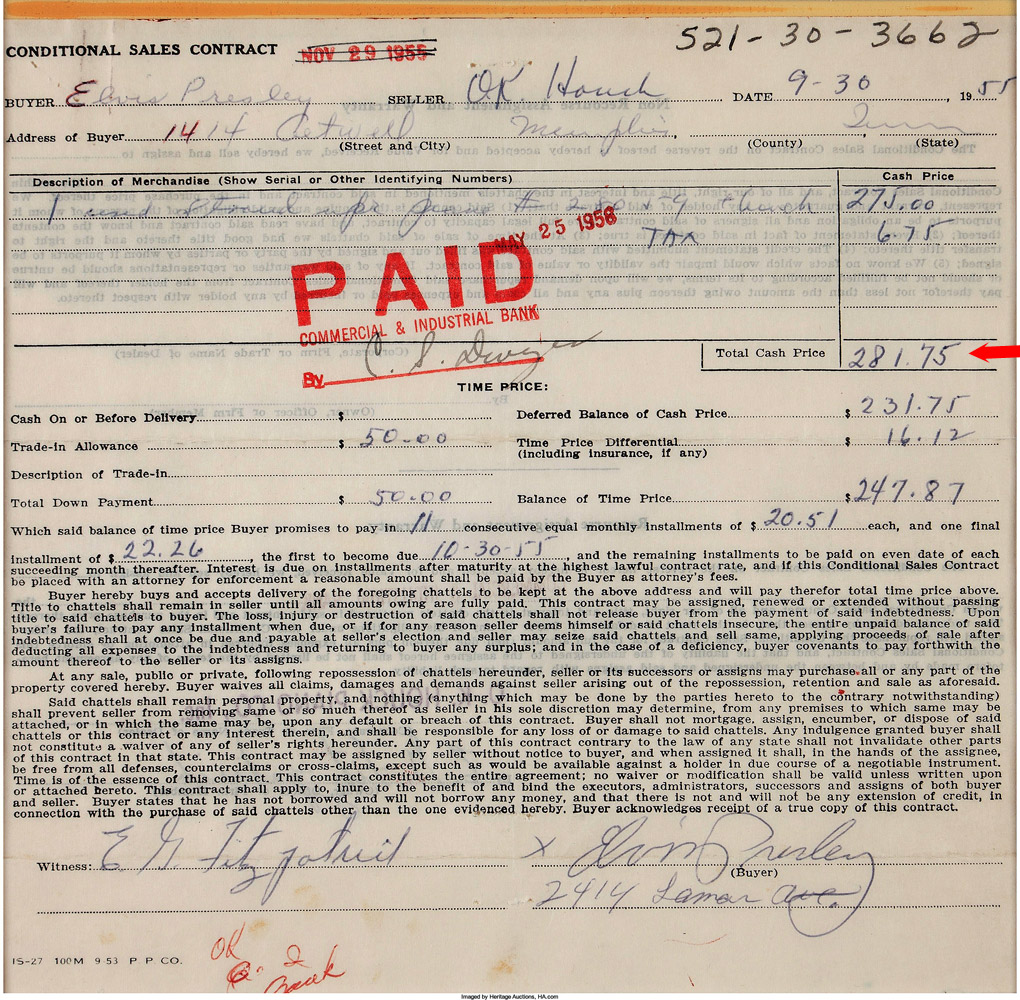 CONDITIONAL SALES CONTRACT NOV 29 1955 521-30-3662
BUYER Elvis Presley SELLER OK Houck DATE 9-30, 1955
Address of Buyer 1414 Getwell Memphis, Tenn
(Street and City) (County) (State)
Description of Merchandise (Show Serial or Other Identifying Numbers) Cash Price
1 used Stroud upr piano # 275.00
MAY 25 1956 TAX 6.75
PAID
COMMERCIAL & INDUSTRIAL BANK
By C. S. Total Cash Price 281.75
TIME PRICE:
Cash On or Before Delivery $ Deferred Balance of Cash Price $ 231.75
Trade-in Allowance $ 50.00 Time Price Differential $ 16.12
(including insurance, if any)
Description of Trade-in
Total Down Payment $ 50.00 Balance of Time Price $ 247.87
Which said balance of time price Buyer promises to pay in 11 consecutive equal monthly installments of $ 20.51 each, and one final
installment of $ 22.26, the first to become due 10-30-55 and the remaining installments to be paid on even date of each
succeeding month thereafter. Interest is due on installments after maturity at the highest lawful contract rate, and if this Conditional Sales Contract
be placed with an attorney for enforcement a reasonable amount shall be paid by the Buyer as attorney's fees.
Buyer hereby buys and accepts delivery of the foregoing chattels to be kept at the above address and will pay therefor total time price above.
Title to chattels shall remain in seller until all amounts owing are fully paid. This contract may be assigned, renewed or extended without passing
title to said chattels to buyer. The loss, injury or destruction of said chattels shall not release buyer from the payment of said indebtedness. Upon
buyer's failure to pay any installment when due, or if for any reason seller deems himself or said chattels insecure, the entire unpaid balance of said
indebtedness shall at once be due and payable at seller's election and seller may seize said chattels and sell same, applying proceeds of sale after
deducting all expenses to the indebtedness and returning to buyer any surplus; and in the case of a deficiency, buyer covenants to pay forthwith the
amount thereof to the seller or its assigns.
At any sale, public or private, following repossession of chattels hereunder, seller or its successors or assigns may purchase all or any part of the
property covered hereby. Buyer waives all claims, damages and demands against seller arising out of the repossession, retention and sale as aforesaid.
Said chattels shall remain personal property, and nothing (anything which may be done by the parties hereto to the contrary notwithstanding)
shall prevent seller from removing same or so much thereof as seller in his sole discretion may determine, from any premises to which same may be
attached, or in which the same may be, upon any default or breach of this contract. Buyer shall not mortgage, assign, encumber, or dispose of said
chattels or this contract or any interest therein, and shall be responsible for any loss of or damage to said chattels. Any indulgence granted buyer shall
not constitute a waiver of any of seller's rights hereunder. Any part of this contract contrary to the law of any state shall not invalidate other parts
of this contract in that state. This contract may be assigned by seller without notice to buyer, and when assigned it shall, in the hands of the assignee,
be free from all defenses, counterclaims or cross-claims, except such as would be available against a holder in due course of a negotiable instrument.
Time is of the essence of this contract. This contract constitutes the entire agreement; no waiver or modification shall be valid unless written upon
or attached hereto. This contract shall apply to, inure to the benefit of and bind the executors, administrators, successors and assigns of both buyer
and seller. Buyer states that he has not borrowed and will not borrow any money, and that there is not and will not be any extension of credit, in
connection with the purchase of said chattels other than the one evidenced hereby. Buyer acknowledges receipt of a true copy of this contract.
Witness: E G Fitzpatrick X Elvis Presley
(Buyer)
2414 Lamar Ave.
OK
IS-27 100M 9 53 P P CO.
Imaged by Heritage Auctions, HA.com